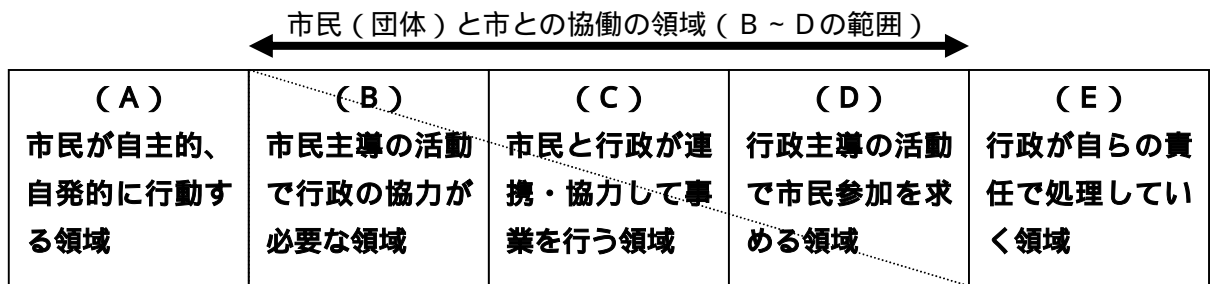 市民（団体）と市との協働の領域（Ｂ～Ｄの範囲）
（Ａ）
市民が自主的、
自発的に行動す
る領域
（Ｂ）
市民主導の活動
で行政の協力が
必要な領域
（Ｃ）
市民と行政が連
携・協力して事
業を行う領域
（Ｄ）
行政主導の活動
で市民参加を求
める領域
（Ｅ）
行政が自らの責
任で処理してい
く領域